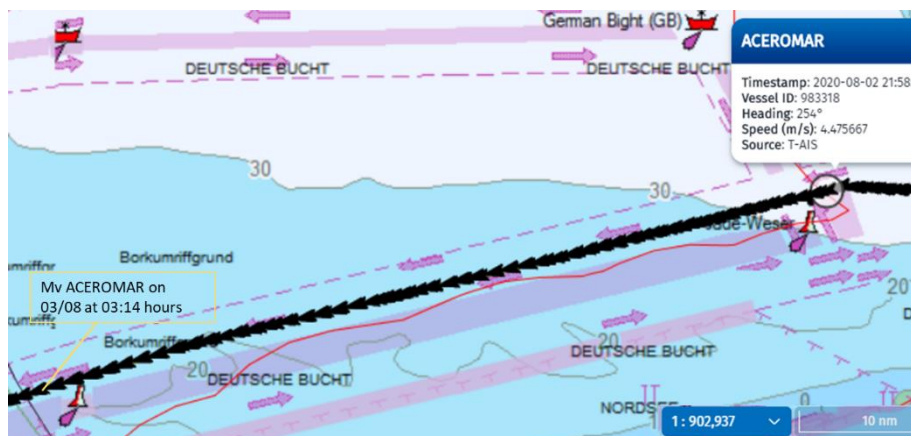 German Bight (GB)
ACEROMAR
DEUTSCHE BUCHT
DEUTSCHE BUCHT
Timestamp: 2020-08-02 21:58
Vessel ID: 983318
Heading: 254°
Speed (m/s): 4.475667
Source: T-AIS
30
30
Jade-Weser
Borkumriffgrund
Mv ACEROMAR on
03/08 at 03:14 hours
20
20
20
DEUTSCHE BUCHT
DEUTSCHE BUCHT
1 : 902,937
10 nm